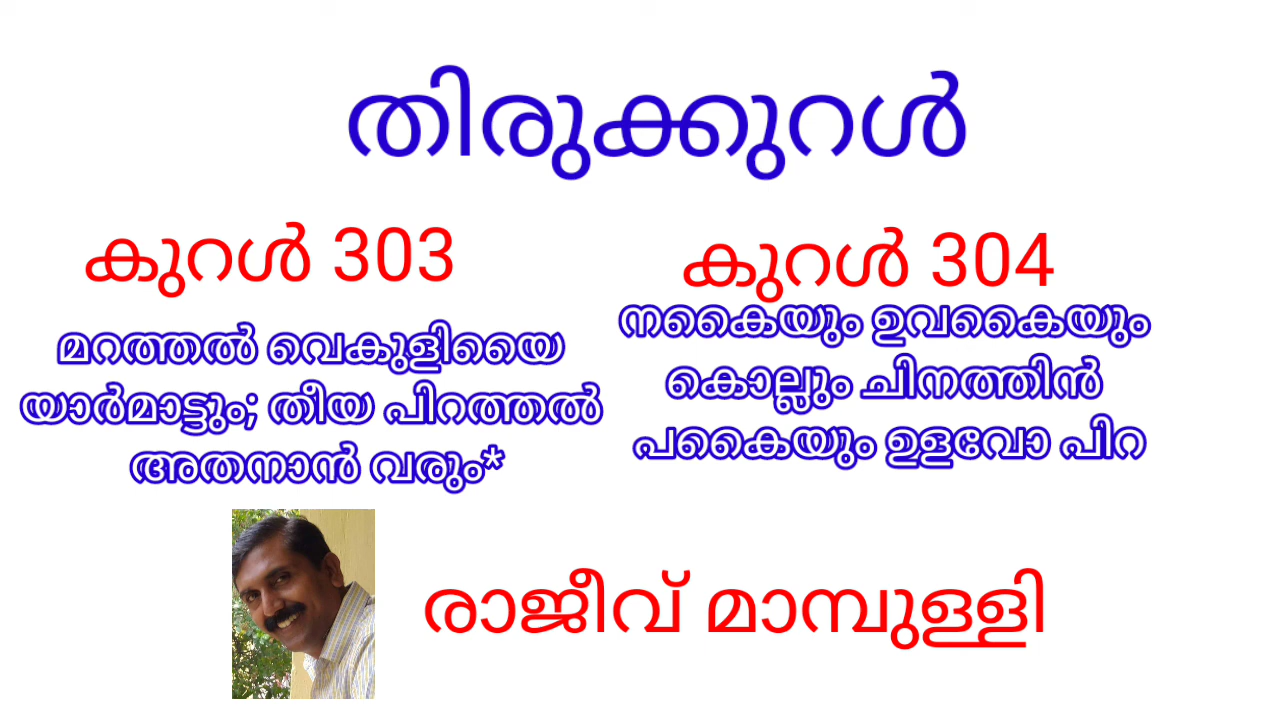 തിരുക്കുറൾ
കുറൾ 303
മറത്തൽ വെകുളിയൈ
യാർമാട്ടും; തീയ പിറത്തൽ
അതനാൻ വരും*
കുറൾ 304
നകൈയും ഉവകൈയും
കൊല്ലും ചിനത്തിൻ
പകൈയും ഉളവോ പിറ
രാജീവ് മാമ്പുള്ളി